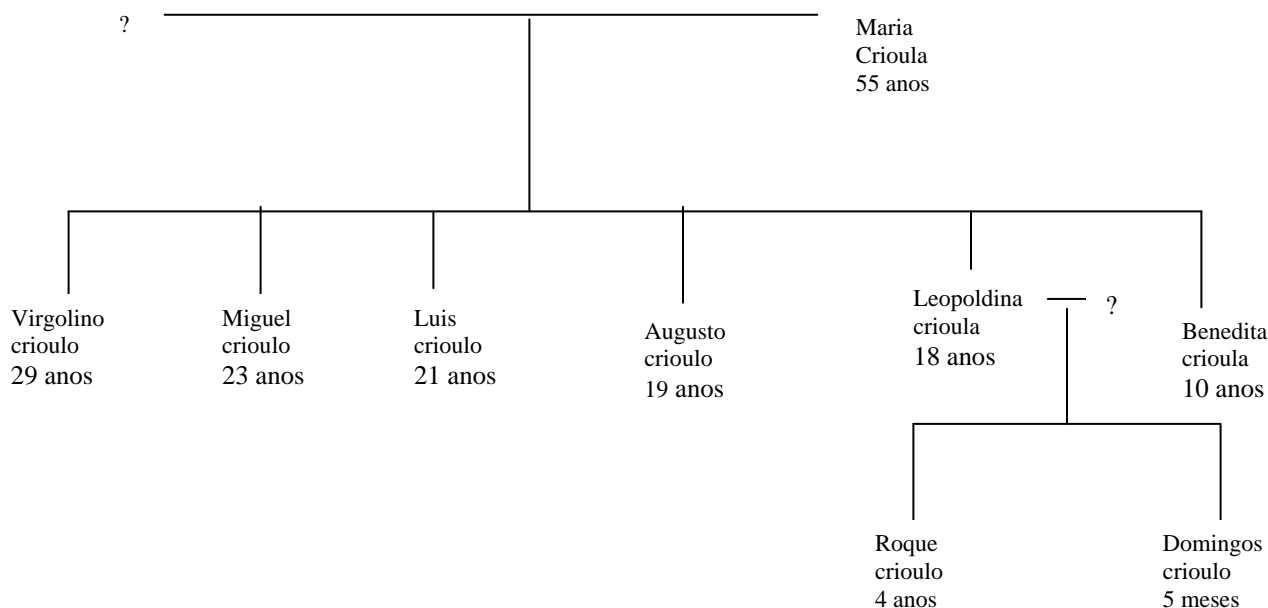 ?
Maria
Crioula
55 anos
Virgolino
crioulo
29 anos
Miguel
crioulo
23 anos
Luis
crioulo
21 anos
Augusto
crioulo
19 anos
Leopoldina
crioula
18 anos
?
Benedita
crioula
10 anos
Roque
crioulo
4 anos
Domingos
crioulo
5 meses